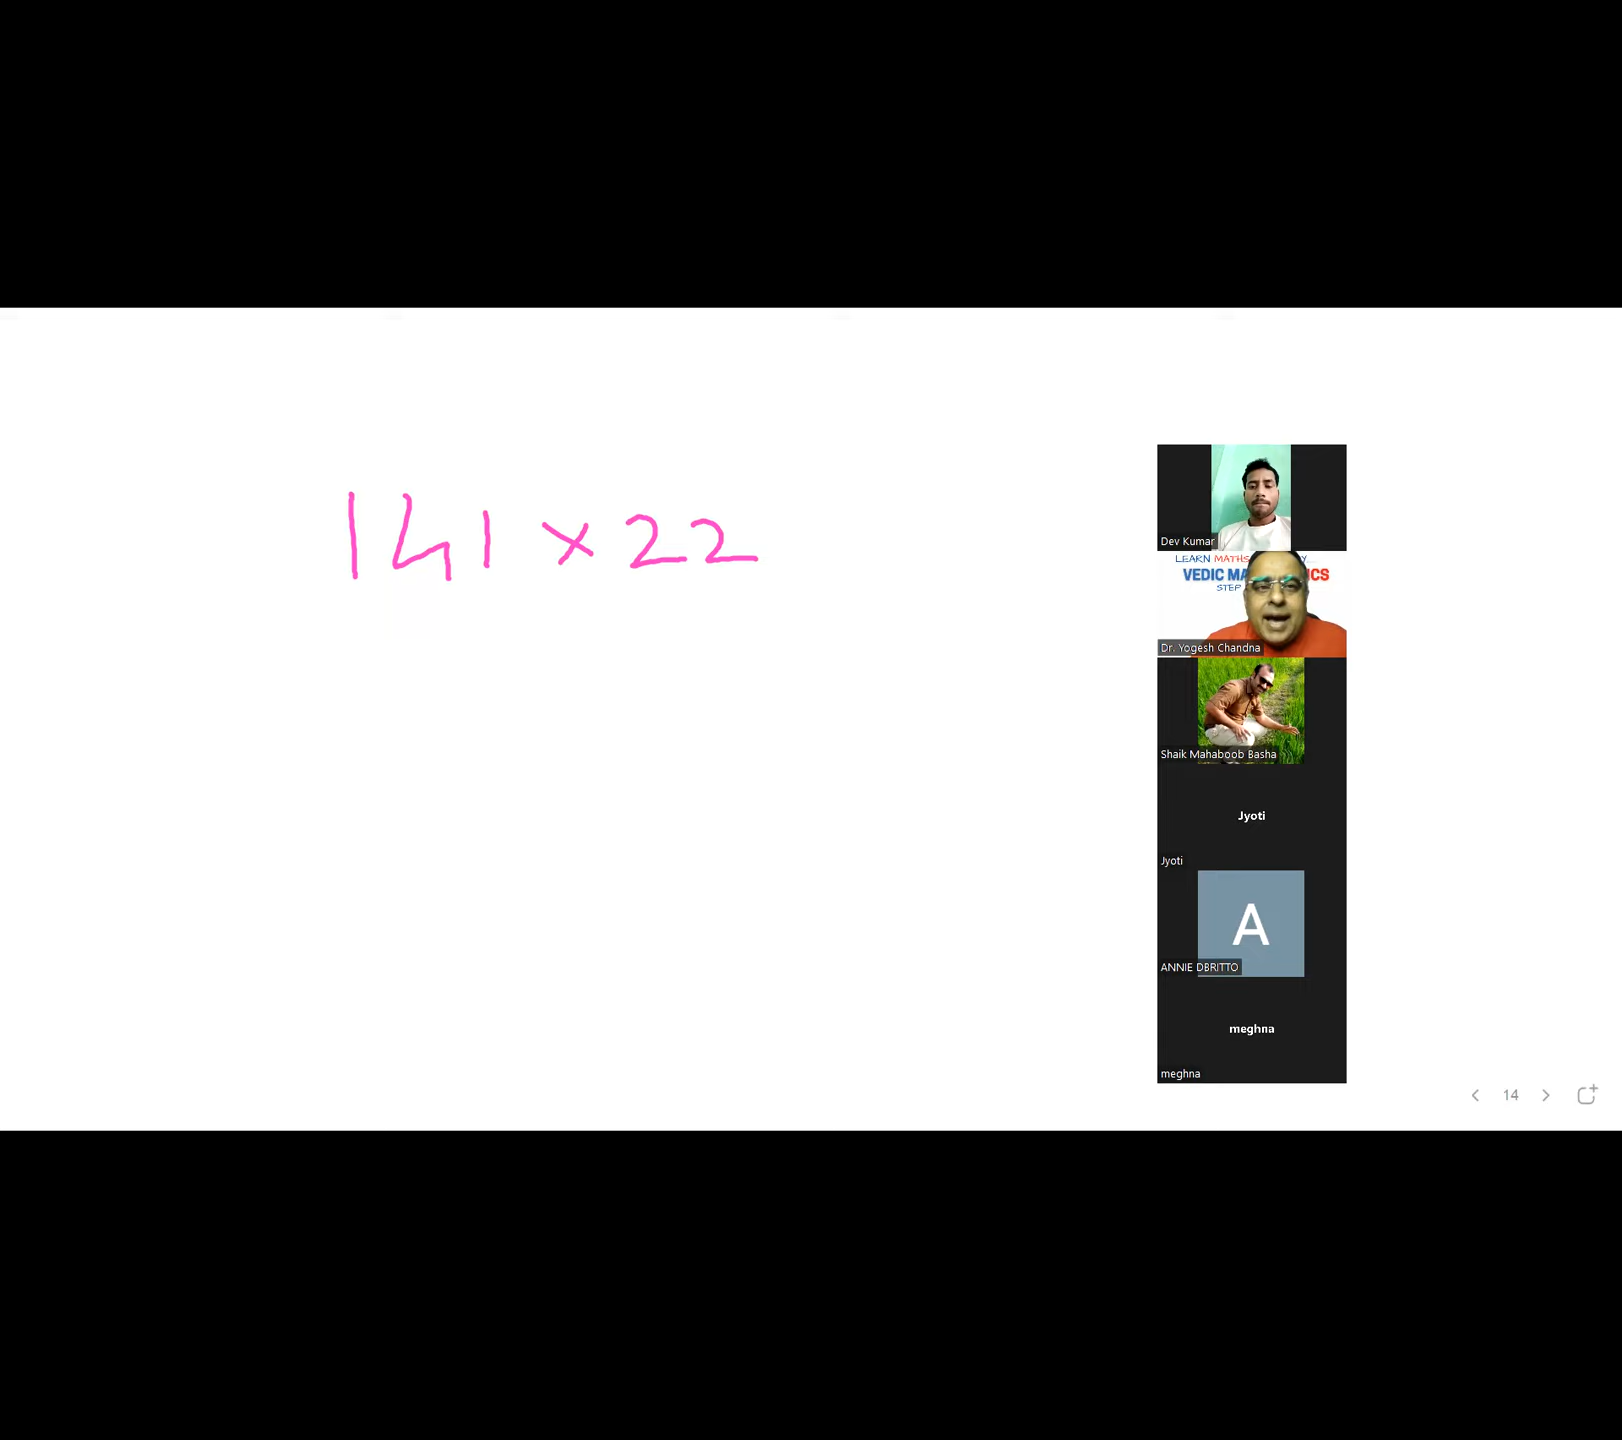 141 × 22
Dev Kumar
LEARN MATHS
VEDIC MA ICS
STEP
Dr. Yogesh Chandna
Shaik Mahaboob Basha
Jyoti
Jyoti
A
ANNIE DBRITTO
meghna
meghna
< 14 >